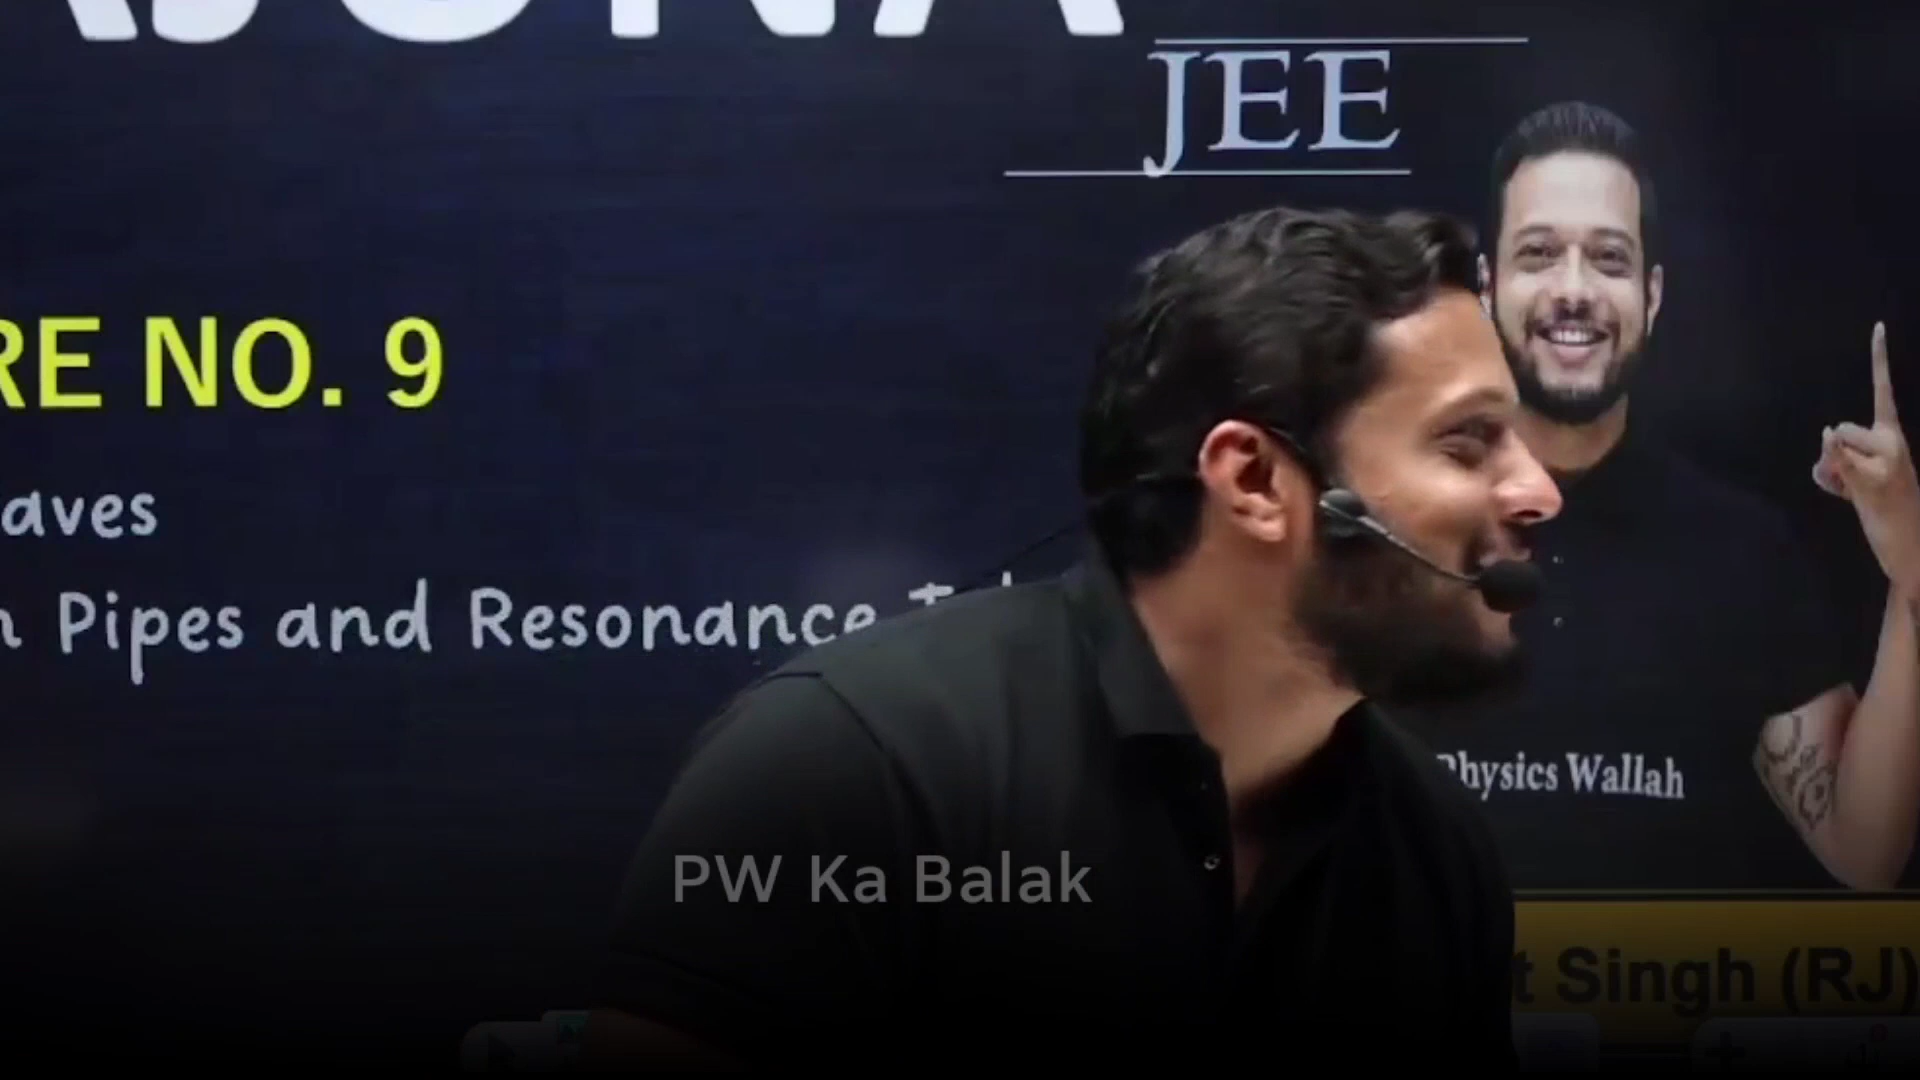 JEE
RE NO. 9
aves
n Pipes and Resonance
Physics Wallah
PW Ka Balak
t Singh (RJ)